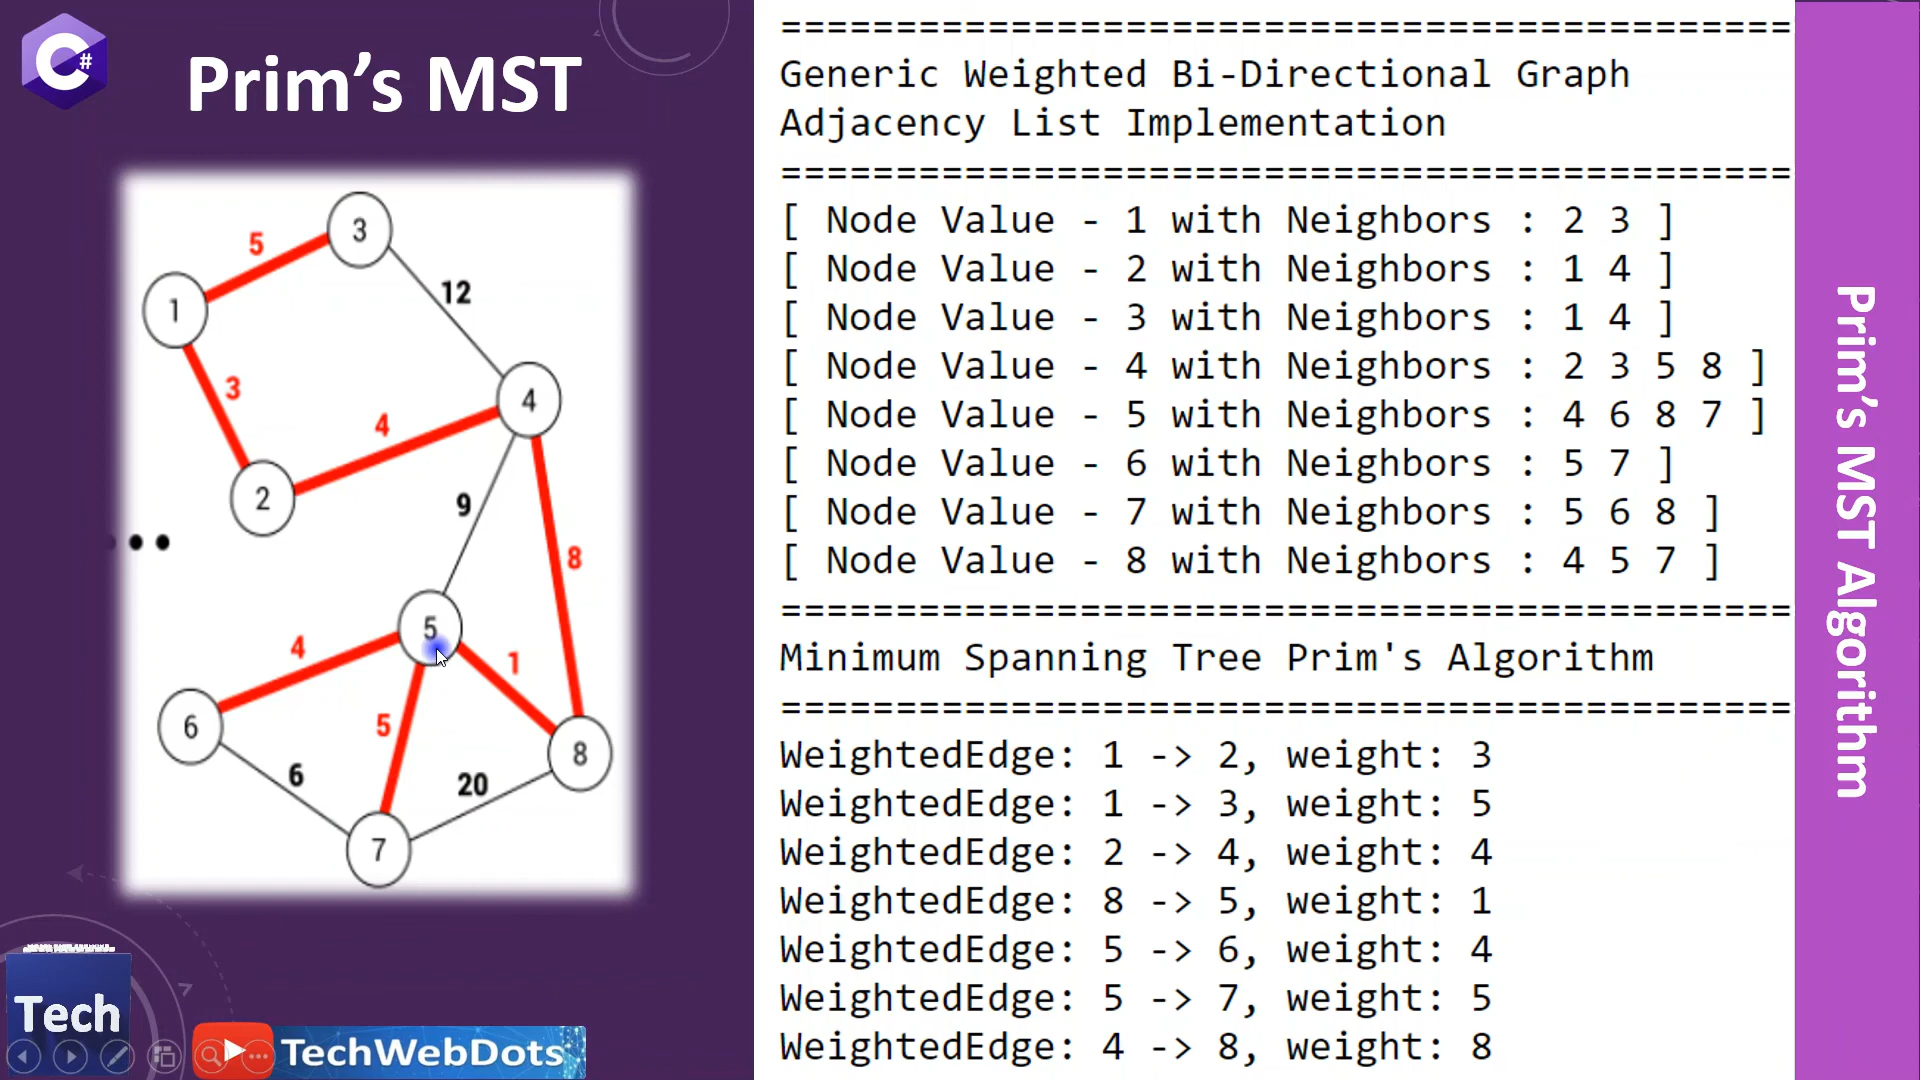 C#
Prim's MST
5
3
12
1
3
4
4
2
9
8
5
4
1
5
6
8
6
20
7
Tech
TechWebDots
==============================================
Generic Weighted Bi-Directional Graph
Adjacency List Implementation
==============================================
[ Node Value - 1 with Neighbors : 2 3 ]
[ Node Value - 2 with Neighbors : 1 4 ]
[ Node Value - 3 with Neighbors : 1 4 ]
[ Node Value - 4 with Neighbors : 2 3 5 8 ]
[ Node Value - 5 with Neighbors : 4 6 8 7 ]
[ Node Value - 6 with Neighbors : 5 7 ]
[ Node Value - 7 with Neighbors : 5 6 8 ]
[ Node Value - 8 with Neighbors : 4 5 7 ]
==============================================
Minimum Spanning Tree Prim's Algorithm
==============================================
WeightedEdge: 1 -> 2, weight: 3
WeightedEdge: 1 -> 3, weight: 5
WeightedEdge: 2 -> 4, weight: 4
WeightedEdge: 8 -> 5, weight: 1
WeightedEdge: 5 -> 6, weight: 4
WeightedEdge: 5 -> 7, weight: 5
WeightedEdge: 4 -> 8, weight: 8
Prim's MST Algorithm